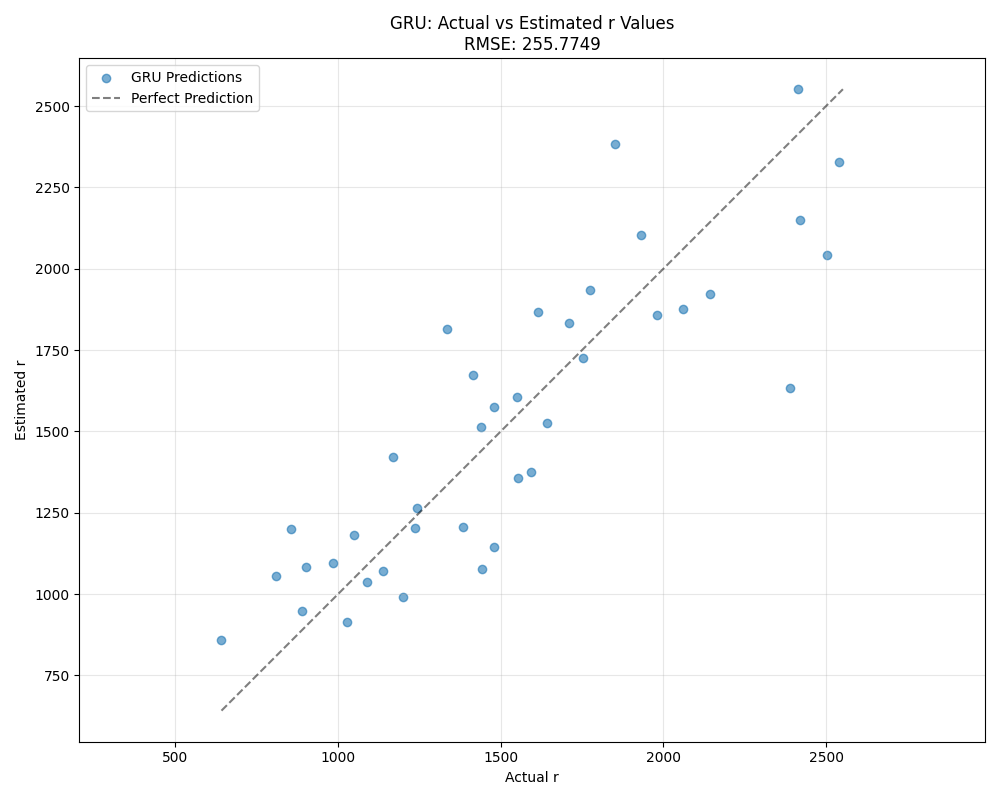 GRU: Actual vs Estimated r Values
RMSE: 255.7749
GRU Predictions
Perfect Prediction
2500
2250
2000
1750
1500
1250
1000
750
Estimated r
500
1000
1500
2000
2500
Actual r